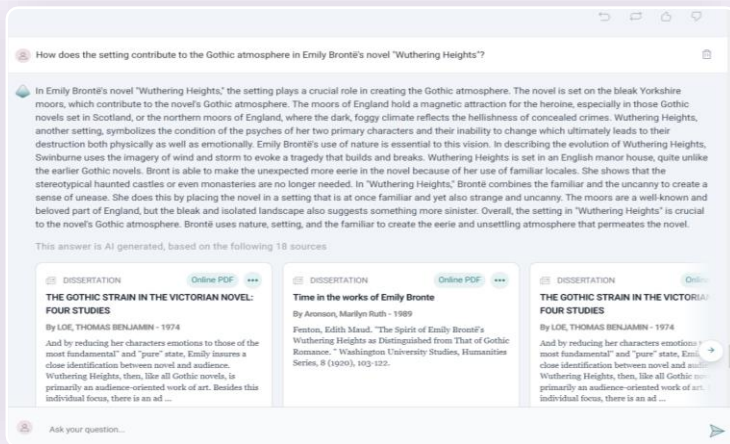 How does the setting contribute to the Gothic atmosphere in Emily Brontë's novel "Wuthering Heights"?
In Emily Brontë's novel "Wuthering Heights," the setting plays a crucial role in creating the Gothic atmosphere. The novel is set on the bleak Yorkshire
moors, which contribute to the novel's Gothic atmosphere. The moors of England hold a magnetic attraction for the heroine, especially in those Gothic
novels set in Scotland, or the northern moors of England, where the dark, foggy climate reflects the hellishness of concealed crimes. Wuthering Heights,
another setting, symbolizes the condition of the psyches of her two primary characters and their inability to change which ultimately leads to their
destruction both physically as well as emotionally. Emily Brontë's use of nature is essential to this vision. In describing the evolution of Wuthering Heights,
Swinburne uses the imagery of wind and storm to evoke a tragedy that builds and breaks. Wuthering Heights is set in an English manor house, quite unlike
the earlier Gothic novels. Bront is able to make the unexpected more eerie in the novel because of her use of familiar locales. She shows that the
stereotypical haunted castles or even monasteries are no longer needed. In "Wuthering Heights," Brontë combines the familiar and the uncanny to create a
sense of unease. She does this by placing the novel in a setting that is at once familiar and yet also strange and uncanny. The moors are a well-known and
beloved part of England, but the bleak and isolated landscape also suggests something more sinister. Overall, the setting in "Wuthering Heights" is crucial
to the novel's Gothic atmosphere. Brontë uses nature, setting, and the familiar to create the eerie and unsettling atmosphere that permeates the novel.
This answer is AI generated, based on the following 18 sources
DISSERTATION Online PDF
THE GOTHIC STRAIN IN THE VICTORIAN NOVEL:
FOUR STUDIES
By LOE, THOMAS BENJAMIN - 1974
And by reducing her characters emotions to those of the
most fundamental" and "pure" state, Emily insures a
close identification between novel and audience.
Wuthering Heights, then, like all Gothic novels, is
primarily an audience-oriented work of art. Besides this
individual focus, there is an ad ...
DISSERTATION Online PDF
Time in the works of Emily Bronte
By Aronson, Marilyn Ruth - 1989
Fenton, Edith Maud. "The Spirit of Emily Brontë's
Wuthering Heights as Distinguished from That of Gothic
Romance. " Washington University Studies, Humanities
Series, 8 (1920), 103-122.
DISSERTATION Online
THE GOTHIC STRAIN IN THE VICTORIAN
FOUR STUDIES
By LOE, THOMAS BENJAMIN - 1974
And by reducing her characters emotions
most fundamental" and "pure" state,
close identification between novel and
Wuthering Heights, then, like all Gothic
primarily an audience-oriented work of art.
individual focus, there is an ad ...
Ask your question...